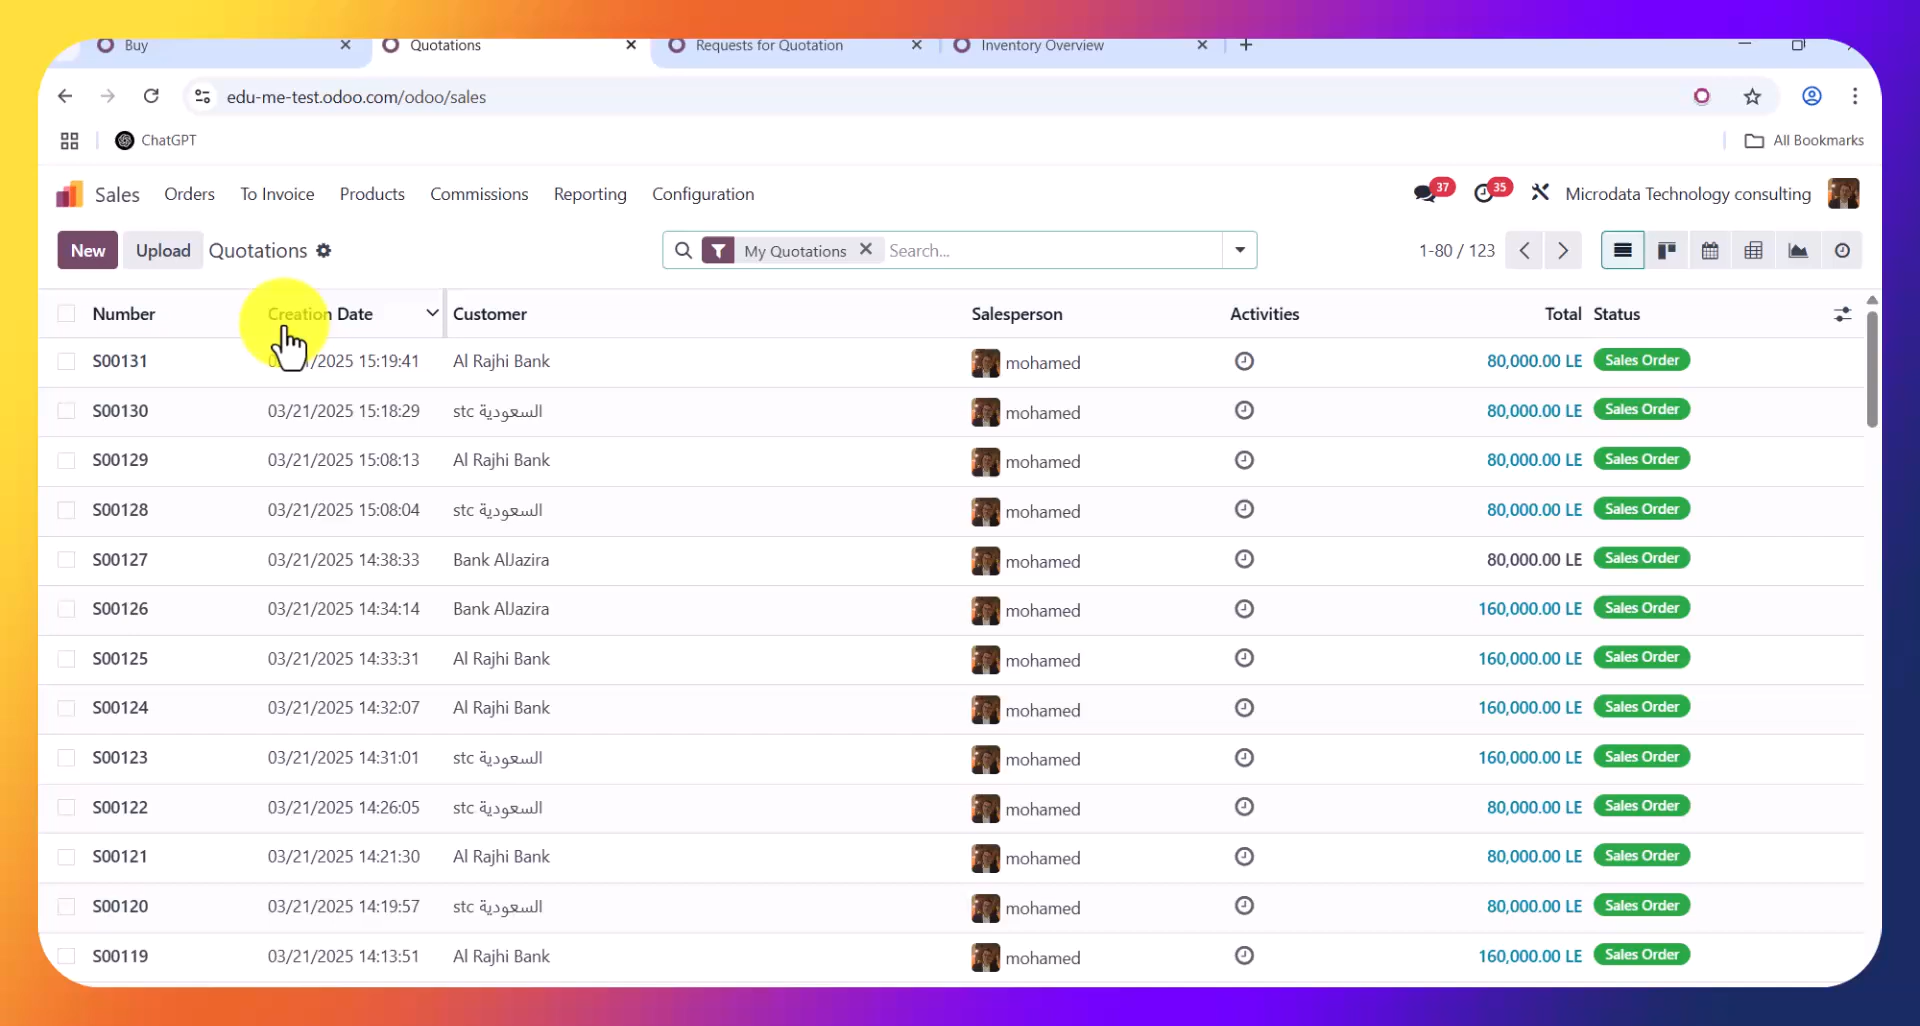 Buy Quotations Requests for Quotation Inventory Overview
edu-me-test.odoo.com/odoo/sales
ChatGPT All Bookmarks
Sales Orders To Invoice Products Commissions Reporting Configuration 37 35 Microdata Technology consulting
New Upload Quotations My Quotations Search... 1-80 / 123
Number Creation Date Customer Salesperson Activities Total Status
S00131 /2025 15:19:41 Al Rajhi Bank mohamed 80,000.00 LE Sales Order
S00130 03/21/2025 15:18:29 stc السعودية mohamed 80,000.00 LE Sales Order
S00129 03/21/2025 15:08:13 Al Rajhi Bank mohamed 80,000.00 LE Sales Order
S00128 03/21/2025 15:08:04 stc السعودية mohamed 80,000.00 LE Sales Order
S00127 03/21/2025 14:38:33 Bank AlJazira mohamed 80,000.00 LE Sales Order
S00126 03/21/2025 14:34:14 Bank AlJazira mohamed 160,000.00 LE Sales Order
S00125 03/21/2025 14:33:31 Al Rajhi Bank mohamed 160,000.00 LE Sales Order
S00124 03/21/2025 14:32:07 Al Rajhi Bank mohamed 160,000.00 LE Sales Order
S00123 03/21/2025 14:31:01 stc السعودية mohamed 160,000.00 LE Sales Order
S00122 03/21/2025 14:26:05 stc السعودية mohamed 80,000.00 LE Sales Order
S00121 03/21/2025 14:21:30 Al Rajhi Bank mohamed 80,000.00 LE Sales Order
S00120 03/21/2025 14:19:57 stc السعودية mohamed 80,000.00 LE Sales Order
S00119 03/21/2025 14:13:51 Al Rajhi Bank mohamed 160,000.00 LE Sales Order